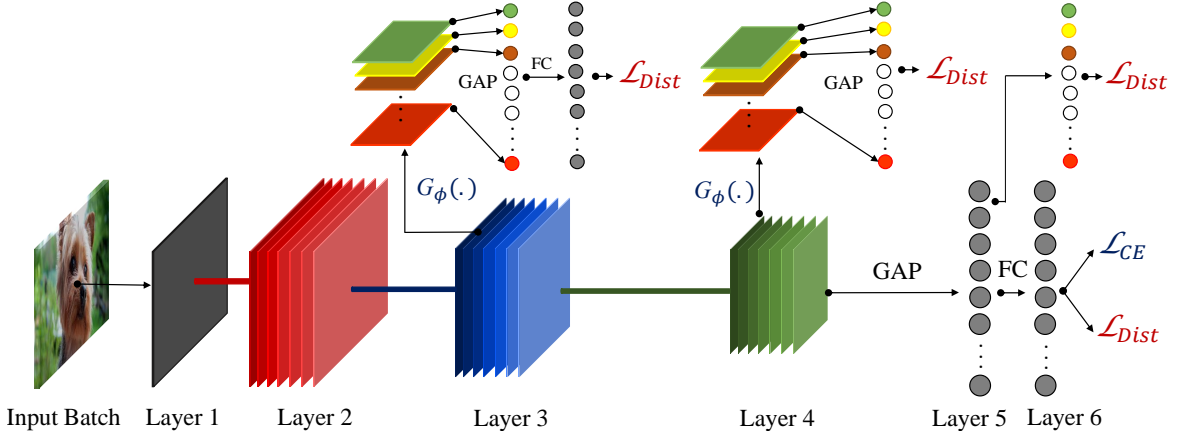 GAP
FC
ℒ_Dist
GAP
ℒ_Dist
ℒ_Dist
G_ϕ(.)
G_ϕ(.)
GAP
FC
ℒ_CE
ℒ_Dist
Input Batch
Layer 1
Layer 2
Layer 3
Layer 4
Layer 5
Layer 6